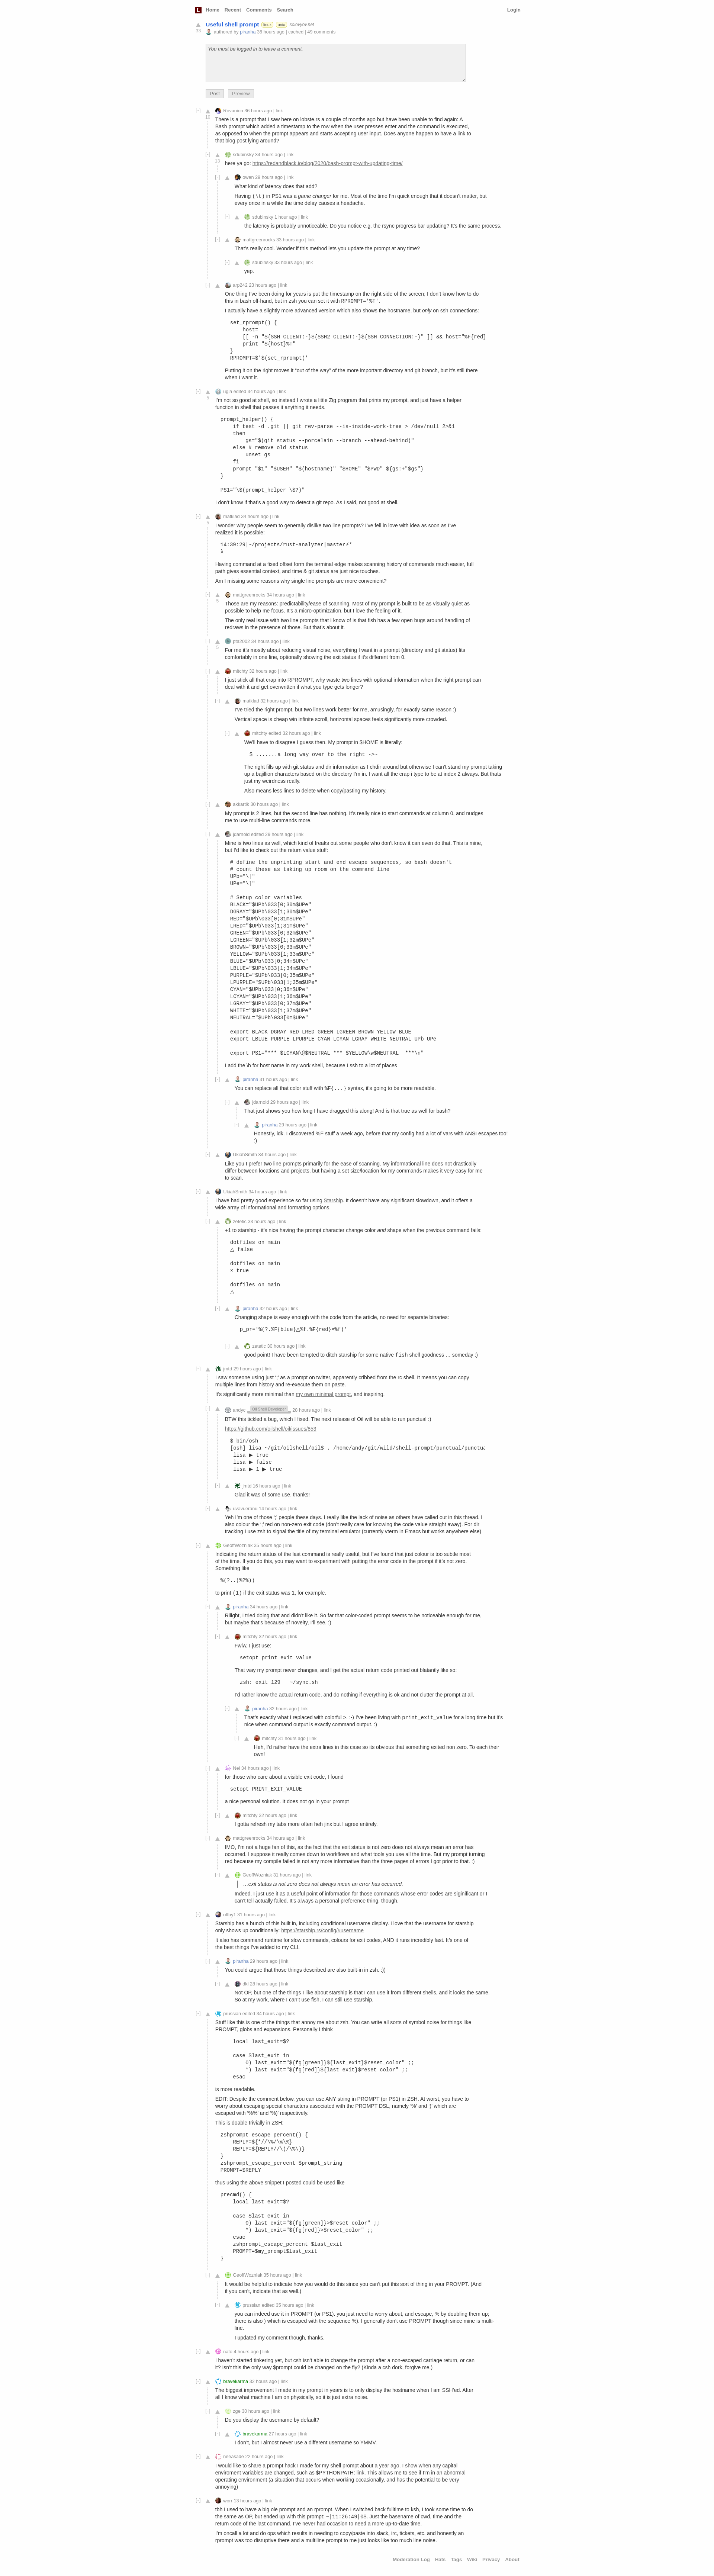 L Home Recent Comments Search Login
Useful shell prompt linux unix solovyov.net
33 authored by piranha 36 hours ago | cached | 49 comments
You must be logged in to leave a comment.
Post Preview
[-] Rovanion 36 hours ago | link
There is a prompt that I saw here on lobste.rs a couple of months ago but have been unable to find again: A
Bash prompt which added a timestamp to the row when the user presses enter and the command is executed,
as opposed to when the prompt appears and starts accepting user input. Does anyone happen to have a link to
that blog post lying around?
[-] sdubinsky 34 hours ago | link
here ya go: https://redandblack.io/blog/2020/bash-prompt-with-updating-time/
[-] owen 28 hours ago | link
What kind of latency does that add?
Having (\t) in PS1 was a game changer for me. Most of the time I'm quick enough that it doesn't matter, but
every once in a while the time delay causes a headache.
[-] sdubinsky 1 hour ago | link
the latency is probably unnoticeable. Do you notice e.g. the rsync progress bar updating? It's the same process.
[-] mattgreenrocks 33 hours ago | link
That's really cool. Wonder if this method lets you update the prompt at any time?
[-] sdubinsky 33 hours ago | link
yep.
[-] arp242 23 hours ago | link
One thing I've been doing for years is put the timestamp on the right side of the screen; I don't know how to do
this in bash off-hand, but in zsh you can set it with RPROMPT='%T'.
I actually have a slightly more advanced version which also shows the hostname, but only on ssh connections:
set_rprompt() {
host=
[[ -n "${SSH_CLIENT:-}${SSH2_CLIENT:-}${SSH_CONNECTION:-}" ]] && host="%F{red}
print "${host}%T"
}
RPROMPT=$'$(set_rprompt)'
Putting it on the right moves it "out of the way" of the more important directory and git branch, but it's still there
when I want it.
[-] ugla edited 34 hours ago | link
I'm not so good at shell, so instead I wrote a little Zig program that prints my prompt, and just have a helper
function in shell that passes it anything it needs.
prompt_helper() {
if test -d .git || git rev-parse --is-inside-work-tree > /dev/null 2>&1
then
gs="$(git status --porcelain --branch --ahead-behind)"
else # remove old status
unset gs
fi
prompt "$1" "$USER" "$(hostname)" "$HOME" "$PWD" ${gs:+"$gs"}
}
PS1="\$(prompt_helper \$?)"
I don't know if that's a good way to detect a git repo. As I said, not good at shell.
[-] matklad 34 hours ago | link
I wonder why people seem to generally dislike two line prompts? I've fell in love with idea as soon as I've
realized it is possible:
14:39:29|~/projects/rust-analyzer|master⚡*
λ
Having command at a fixed offset form the terminal edge makes scanning history of commands much easier, full
path gives essential context, and time & git status are just nice touches.
Am I missing some reasons why single line prompts are more convenient?
[-] mattgreenrocks 34 hours ago | link
Those are my reasons: predictability/ease of scanning. Most of my prompt is built to be as visually quiet as
possible to help me focus. It's a micro-optimization, but I love the feeling of it.
The only real issue with two line prompts that I know of is that fish has a few open bugs around handling of
redraws in the presence of those. But that's about it.
[-] pta2002 34 hours ago | link
For me it's mostly about reducing visual noise, everything I want in a prompt (directory and git status) fits
comfortably in one line, optionally showing the exit status if it's different from 0.
[-] mitchty 32 hours ago | link
I just stick all that crap into RPROMPT, why waste two lines with optional information when the right prompt can
deal with it and get overwritten if what you type gets longer?
[-] matklad 32 hours ago | link
I've tried the right prompt, but two lines work better for me, amusingly, for exactly same reason :)
Vertical space is cheap win infinite scroll, horizontal spaces feels significantly more crowded.
[-] mitchty edited 32 hours ago | link
We'll have to disagree I guess then. My prompt in $HOME is literally:
$ .......a long way over to the right ->~
The right fills up with git status and dir information as I chdir around but otherwise I can't stand my prompt taking
up a bajillion characters based on the directory I'm in. I want all the crap i type to be at index 2 always. But thats
just my weirdness really.
Also means less lines to delete when copy/pasting my history.
[-] akkartik 30 hours ago | link
My prompt is 2 lines, but the second line has nothing. It's really nice to start commands at column 0, and nudges
me to use multi-line commands more.
[-] jdarnold edited 29 hours ago | link
Mine is two lines as well, which kind of freaks out some people who don't know it can even do that. This is mine,
but I'd like to check out the return value stuff:
# define the unprinting start and end escape sequences, so bash doesn't
# count these as taking up room on the command line
UPb="\["
UPe="\]"
# Setup color variables
BLACK="$UPb\033[0;30m$UPe"
DGRAY="$UPb\033[1;30m$UPe"
RED="$UPb\033[0;31m$UPe"
LRED="$UPb\033[1;31m$UPe"
GREEN="$UPb\033[0;32m$UPe"
LGREEN="$UPb\033[1;32m$UPe"
BROWN="$UPb\033[0;33m$UPe"
YELLOW="$UPb\033[1;33m$UPe"
BLUE="$UPb\033[0;34m$UPe"
LBLUE="$UPb\033[1;34m$UPe"
PURPLE="$UPb\033[0;35m$UPe"
LPURPLE="$UPb\033[1;35m$UPe"
CYAN="$UPb\033[0;36m$UPe"
LCYAN="$UPb\033[1;36m$UPe"
LGRAY="$UPb\033[0;37m$UPe"
WHITE="$UPb\033[1;37m$UPe"
NEUTRAL="$UPb\033[0m$UPe"
export BLACK DGRAY RED LRED GREEN LGREEN BROWN YELLOW BLUE
export LBLUE PURPLE LPURPLE CYAN LCYAN LGRAY WHITE NEUTRAL UPb UPe
export PS1="*** $LCYAN\@$NEUTRAL *** $YELLOW\w$NEUTRAL  ***\n"
I add the \h for host name in my work shell, because I ssh to a lot of places
[-] piranha 31 hours ago | link
You can replace all that color stuff with %F{...} syntax, it's going to be more readable.
[-] jdarnold 29 hours ago | link
That just shows you how long I have dragged this along! And is that true as well for bash?
[-] piranha 29 hours ago | link
Honestly, idk. I discovered %F stuff a week ago, before that my config had a lot of vars with ANSI escapes too!
:)
[-] UkiahSmith 34 hours ago | link
Like you I prefer two line prompts primarily for the ease of scanning. My informational line does not drastically
differ between locations and projects, but having a set size/location for my commands makes it very easy for me
to scan.
[-] UkiahSmith 34 hours ago | link
I have had pretty good experience so far using Starship. It doesn't have any significant slowdown, and it offers a
wide array of informational and formatting options.
[-] zetetic 33 hours ago | link
+1 to starship - it's nice having the prompt character change color and shape when the previous command fails:
dotfiles on main
△ false
dotfiles on main
× true
dotfiles on main
△
[-] piranha 32 hours ago | link
Changing shape is easy enough with the code from the article, no need for separate binaries:
p_pr='%(?.%F{blue}△%f.%F{red}×%f)'
[-] zetetic 30 hours ago | link
good point! I have been tempted to ditch starship for some native fish shell goodness … someday :)
[-] jmtd 29 hours ago | link
I saw someone using just ';' as a prompt on twitter, apparently cribbed from the rc shell. It means you can copy
multiple lines from history and re-execute them on paste.
It's significantly more minimal than my own minimal prompt, and inspiring.
[-] andyc Oil Shell Developer 26 hours ago | link
BTW this tickled a bug, which I fixed. The next release of Oil will be able to run punctual :)
https://github.com/oilshell/oil/issues/853
$ bin/osh
[osh] lisa ~/git/oilshell/oil$ . /home/andy/git/wild/shell-prompt/punctual/punctual
lisa ▶ true
lisa ▶ false
lisa ▶ 1 ▶ true
[-] jmtd 16 hours ago | link
Glad it was of some use, thanks!
14 hours ago | link
Yeh I'm one of those ';' people these days. I really like the lack of noise as others have called out in this thread. I
also colour the ';' red on non-zero exit code (don't really care for knowing the code value straight away). For dir
tracking I use zsh to signal the title of my terminal emulator (currently vterm in Emacs but works anywhere else)
[-] GeoffWozniak 35 hours ago | link
Indicating the return status of the last command is really useful, but I've found that just colour is too subtle most
of the time. If you do this, you may want to experiment with putting the error code in the prompt if it's not zero.
Something like
%(?..(%?%))
to print (1) if the exit status was 1, for example.
[-] piranha 34 hours ago | link
Riiight, I tried doing that and didn't like it. So far that color-coded prompt seems to be noticeable enough for me,
but maybe that's because of novelty, I'll see. :)
[-] mitchty 32 hours ago | link
Fwiw, I just use:
setopt print_exit_value
That way my prompt never changes, and I get the actual return code printed out blatantly like so:
zsh: exit 129   ~/sync.sh
I'd rather know the actual return code, and do nothing if everything is ok and not clutter the prompt at all.
[-] piranha 32 hours ago | link
That's exactly what I replaced with colorful >. :-) I've been living with print_exit_value for a long time but it's
nice when command output is exactly command output. :)
[-] mitchty 32 hours ago | link
Heh, I'd rather have the extra lines in this case so its obvious that something exited non zero. To each their
own!
[-] Nei 34 hours ago | link
for those who care about a visible exit code, I found
setopt PRINT_EXIT_VALUE
a nice personal solution. It does not go in your prompt
[-] mitchty 32 hours ago | link
I gotta refresh my tabs more often heh jinx but I agree entirely.
[-] mattgreenrocks 34 hours ago | link
IMO, I'm not a huge fan of this, as the fact that the exit status is not zero does not always mean an error has
occurred. I suppose it really comes down to workflows and what tools you use all the time. But my prompt turning
red because my compile failed is not any more informative than the three pages of errors I got prior to that. :)
[-] GeoffWozniak 31 hours ago | link
…exit status is not zero does not always mean an error has occurred.
Indeed. I just use it as a useful point of information for those commands whose error codes are significant or I
can't tell actually failed. It's always a personal preference thing, though.
[-] offby1 31 hours ago | link
Starship has a bunch of this built in, including conditional username display. I love that the username for starship
only shows up conditionally: https://starship.rs/config/#username
It also has command runtime for slow commands, colours for exit codes, AND it runs incredibly fast. It's one of
the best things I've added to my CLI.
[-] piranha 29 hours ago | link
You could argue that those things described are also built-in in zsh. :))
28 hours ago | link
Not OP, but one of the things I like about starship is that I can use it from different shells, and it looks the same.
So at my work, where I can't use fish, I can still use starship.
[-] prussian edited 34 hours ago | link
Stuff like this is one of the things that annoy me about zsh. You can write all sorts of symbol noise for things like
PROMPT, globs and expansions. Personally I think
local last_exit=$?
case $last_exit in
0) last_exit="${fg[green]}${last_exit}$reset_color" ;;
*) last_exit="${fg[red]}${last_exit}$reset_color" ;;
esac
is more readable.
EDIT: Despite the comment below, you can use ANY string in PROMPT (or PS1) in ZSH. At worst, you have to
worry about escaping special characters associated with the PROMPT DSL, namely '%' and ')' which are
escaped with '%%' and '%)' respectively.
This is doable trivially in ZSH:
zshprompt_escape_percent() {
REPLY=${*//\%/\%\%}
REPLY=${REPLY//\)/\%\)}
}
zshprompt_escape_percent $prompt_string
PROMPT=$REPLY
thus using the above snippet I posted could be used like
precmd() {
local last_exit=$?
case $last_exit in
0) last_exit="${fg[green]}>$reset_color" ;;
*) last_exit="${fg[red]}>$reset_color" ;;
esac
zshprompt_escape_percent $last_exit
PROMPT=$my_prompt$last_exit
}
[-] GeoffWozniak 35 hours ago | link
It would be helpful to indicate how you would do this since you can't put this sort of thing in your PROMPT. (And
if you can't, indicate that as well.)
[-] prussian edited 35 hours ago | link
you can indeed use it in PROMPT (or PS1). you just need to worry about, and escape, % by doubling them up;
there is also ) which is escaped with the sequence %). I generally don't use PROMPT though since mine is multi-
line.
I updated my comment though, thanks.
[-] nalo 4 hours ago | link
I haven't started tinkering yet, but csh isn't able to change the prompt after a non-escaped carriage return, or can
it? Isn't this the only way $prompt could be changed on the fly? (Kinda a csh dork, forgive me.)
[-] bravekarma 32 hours ago | link
The biggest improvement I made in my prompt in years is to only display the hostname when I am SSH'ed. After
all I know what machine I am on physically, so it is just extra noise.
[-] zge 30 hours ago | link
Do you display the username by default?
[-] bravekarma 27 hours ago | link
I don't, but I almost never use a different username so YMMV.
22 hours ago | link
I would like to share a prompt hack I made for my shell prompt about a year ago. I show when any capital
enviroment variables are changed, such as $PYTHONPATH: link. This allows me to see if I'm in an abnormal
operating environment (a situation that occurs when working occasionally, and has the potential to be very
annoying)
[-] worr 13 hours ago | link
tbh I used to have a big ole prompt and an rprompt. When I switched back fulltime to ksh, I took some time to do
the same as OP, but ended up with this prompt: ~|11:26:49|0$. Just the basename of cwd, time and the
return code of the last command. I've never had occasion to need a more up-to-date time.
I'm oncall a lot and do ops which results in needing to copy/paste into slack, irc, tickets, etc. and honestly an
rprompt was too disruptive there and a multiline prompt to me just looks like too much line noise.
Moderation Log Hats Tags Wiki Privacy About